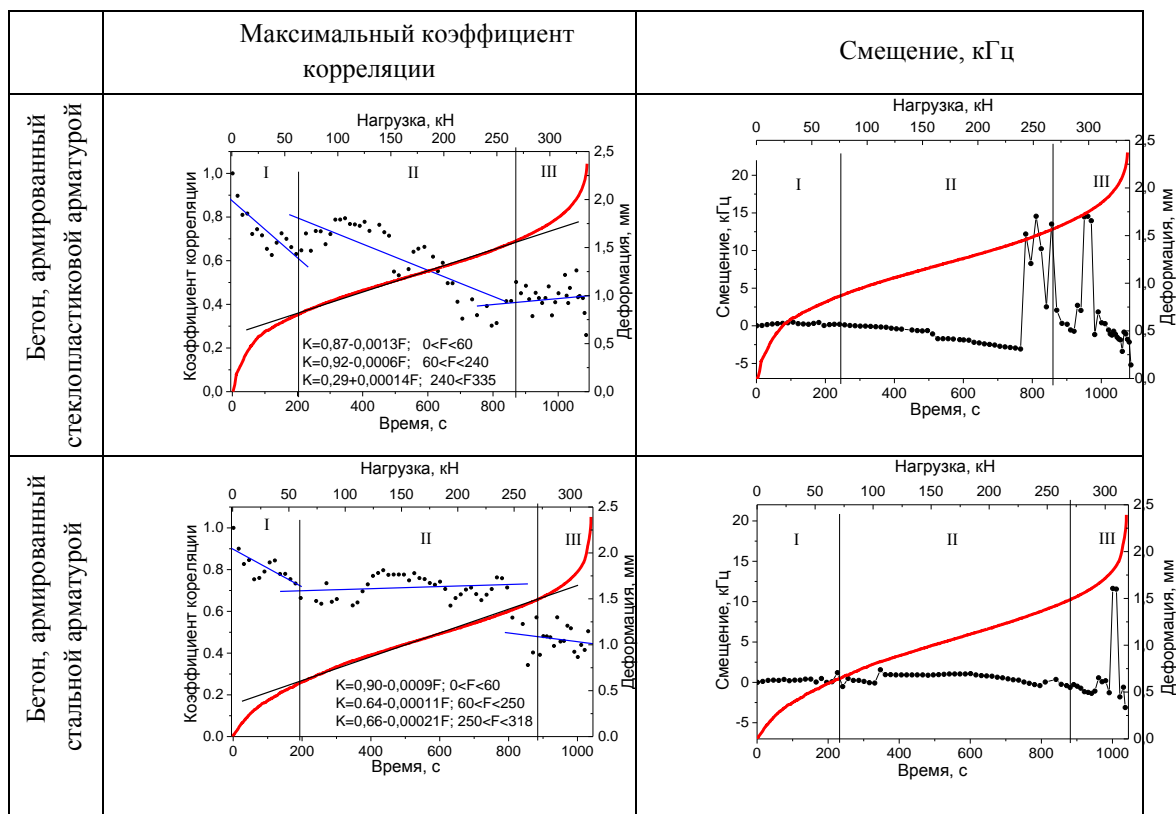 Максимальный коэффициент
корреляции
Смещение, кГц
Бетон, армированный
стеклопластиковой арматурой
Нагрузка, кН
0 50 100 150 200 250 300
I II III
Коэффициент корреляции
1,0
0,8
0,6
0,4
0,2
0,0
2,5
2,0
1,5
1,0
0,5
0,0
Деформация, мм
K=0,87-0,0013F; 0<F<60
K=0,92-0,0006F; 60<F<240
K=0,29+0,00014F; 240<F335
0 200 400 600 800 1000
Время, с
Нагрузка, кН
0 50 100 150 200 250 300
I II III
Смещение, кГц
20
15
10
5
0
-5
2,5
2,0
1,5
1,0
0,5
0,0
Деформация, мм
0 200 400 600 800 1000
Время, с
Бетон, армированный
стальной арматурой
Нагрузка, кН
0 50 100 150 200 250 300
I II III
Коэффициент кореляции
1.0
0.8
0.6
0.4
0.2
0.0
2.5
2.0
1.5
1.0
0.5
0.0
Деформация, мм
K=0,90-0,0009F; 0<F<60
K=0.64-0,00011F; 60<F<250
K=0,66-0,00021F; 250<F<318
0 200 400 600 800 1000
Время, с
Нагрузка, кН
0 50 100 150 200 250 300
I II III
Смещение, кГц
20
15
10
5
0
-5
2,5
2,0
1,5
1,0
0,5
0,0
Деформация, мм
0 200 400 600 800 1000
Время, с